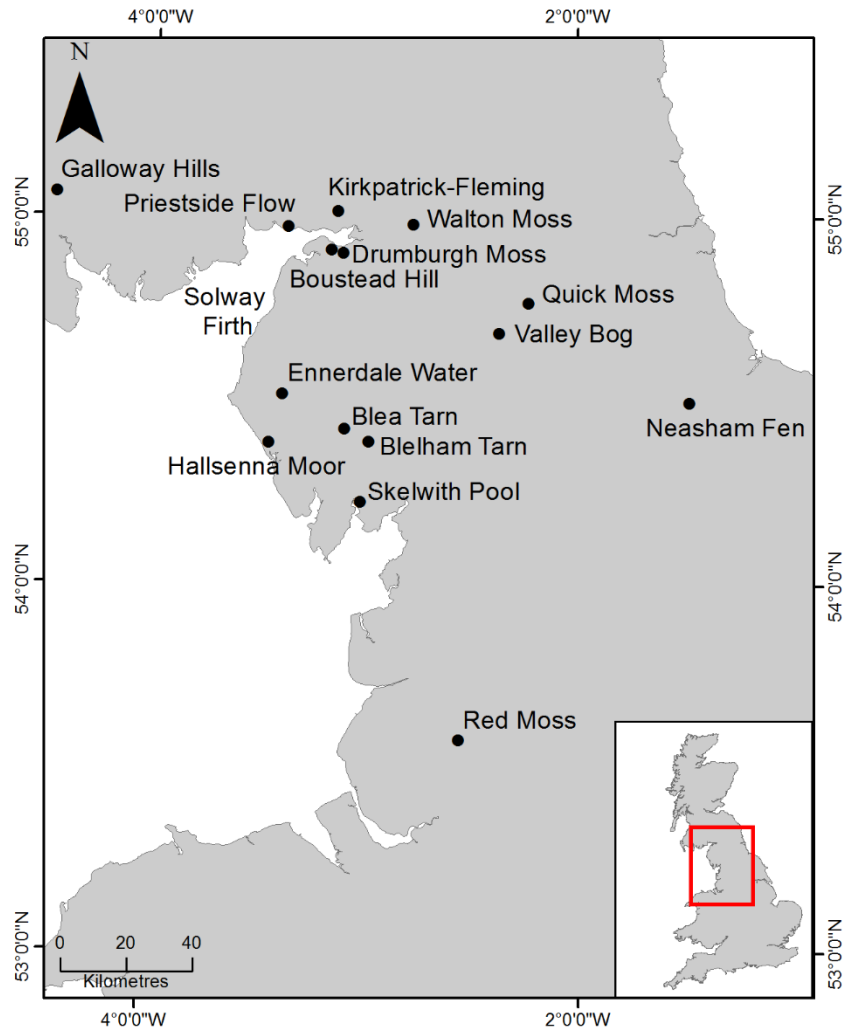 4°0'0"W
2°0'0"W
N
Galloway Hills
Kirkpatrick-Fleming
Priestside Flow
55°0'0"N
Walton Moss
55°0'0"N
Drumburgh Moss
Boustead Hill
Solway
Firth
Quick Moss
Valley Bog
Ennerdale Water
Blea Tarn
Neasham Fen
Blelham Tarn
Hallsenna Moor
Skelwith Pool
54°0'0"N
54°0'0"N
Red Moss
53°0'0"N
0 20 40
Kilometres
53°0'0"N
4°0'0"W
2°0'0"W